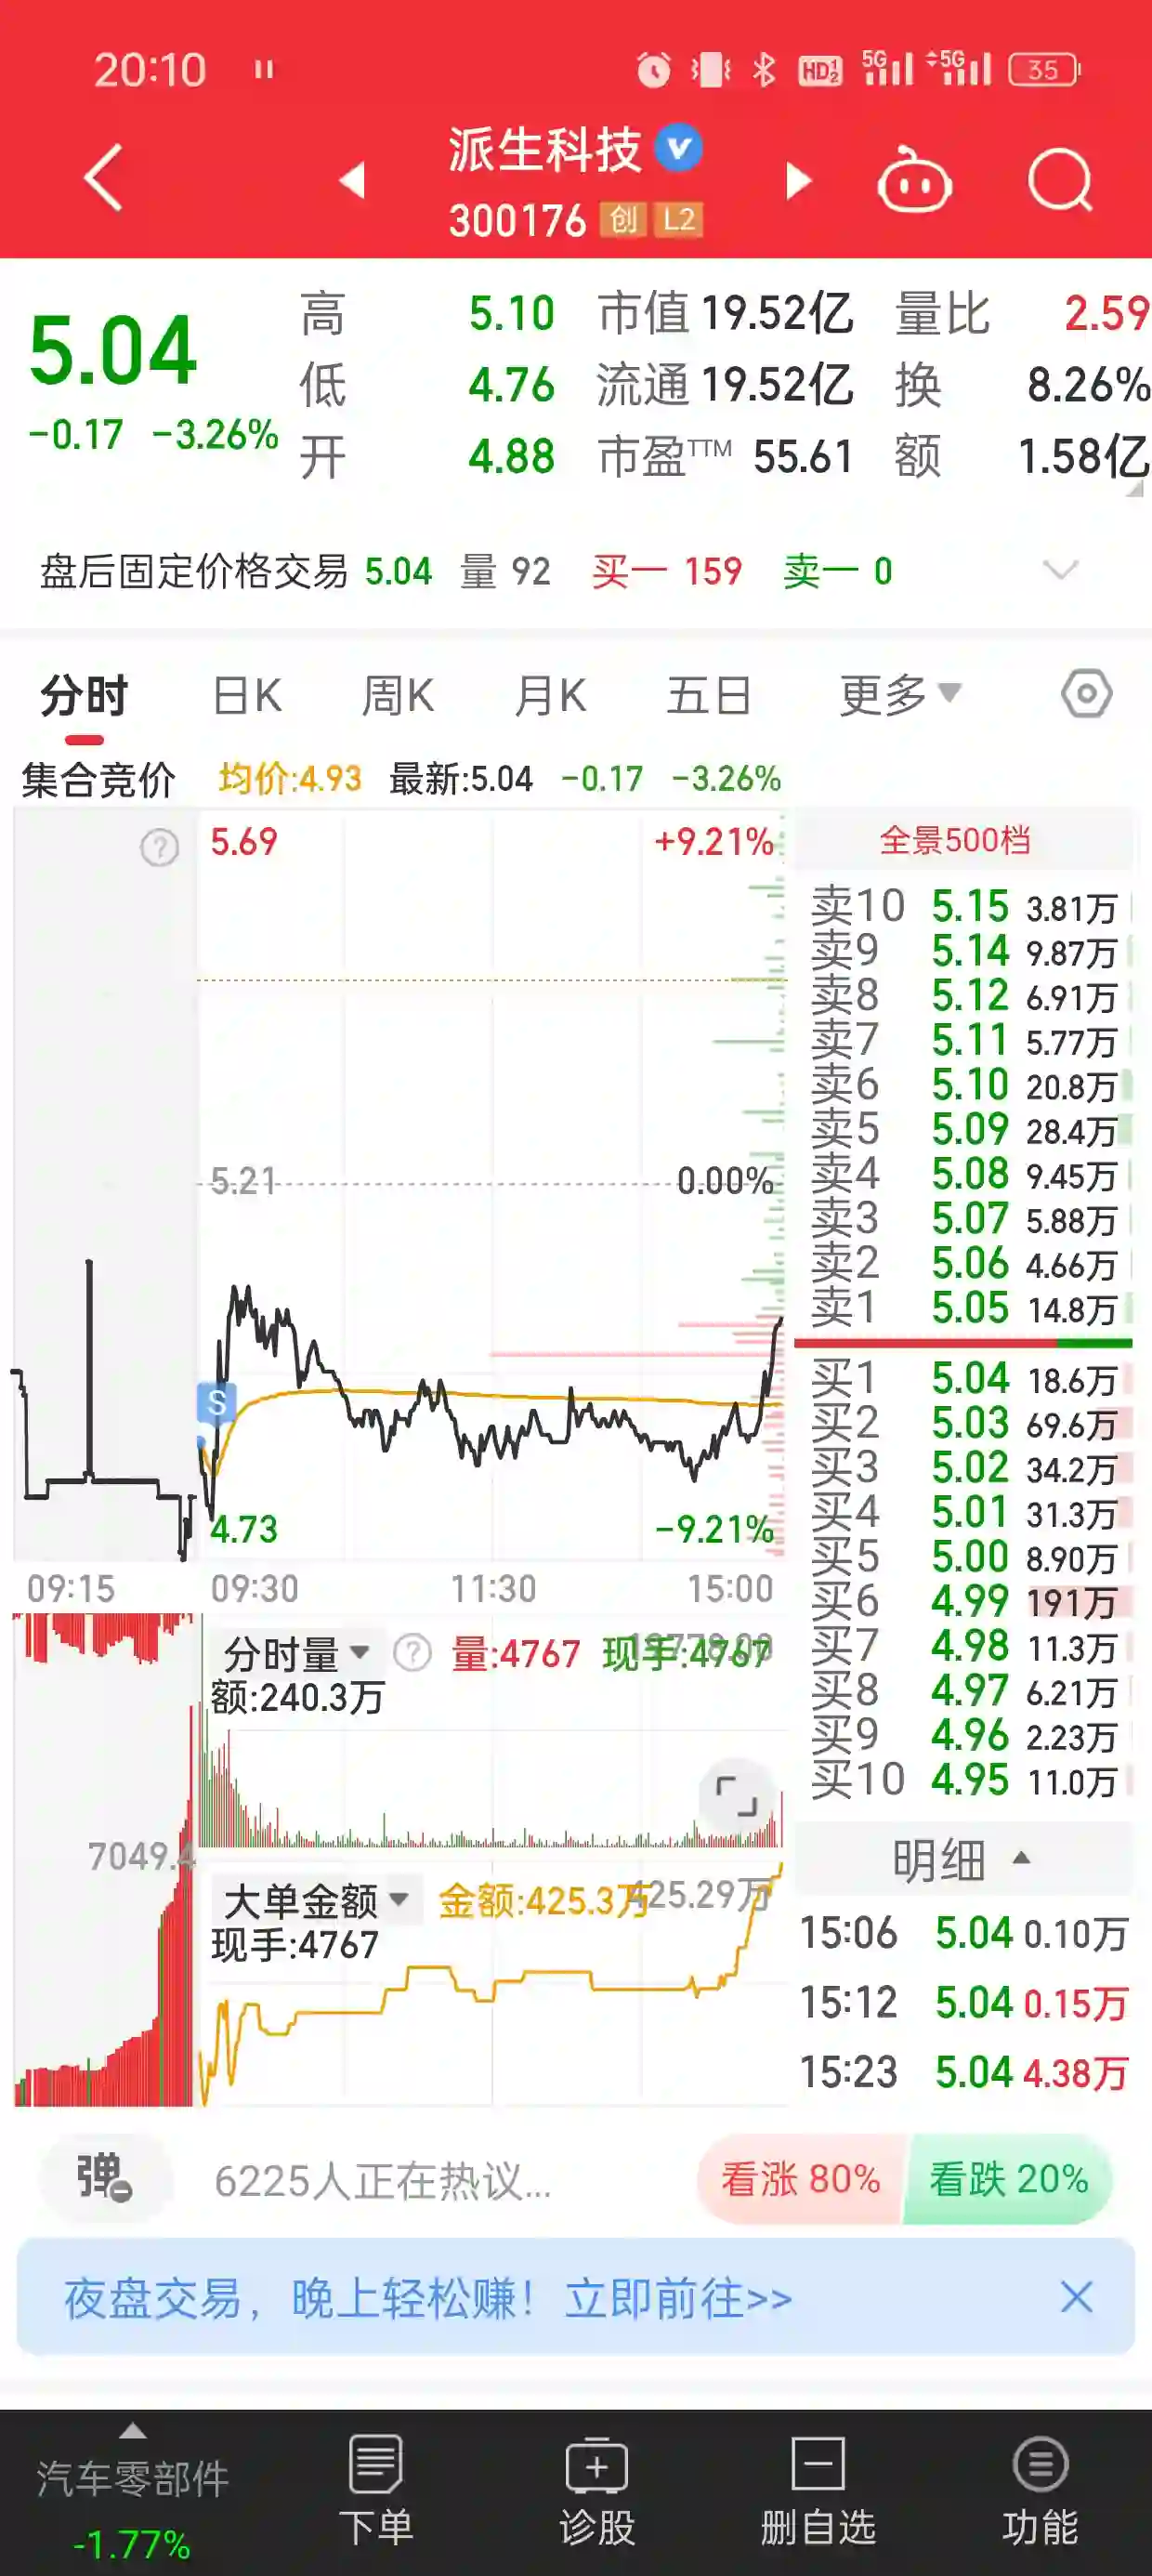 20:10 HD 1 2 5G 5G 35
派生科技
300176 创 L2
5.04
-0.17 -3.26%
高 5.10 市值 19.52亿 量比 2.59
低 4.76 流通 19.52亿 换 8.26%
开 4.88 市盈TTM 55.61 额 1.58亿
盘后固定价格交易 5.04 量 92 买一 159 卖一 0
分时 日K 周K 月K 五日 更多
集合竞价 均价:4.93 最新:5.04 -0.17 -3.26%
? 5.69 +9.21%
5.21 0.00%
S
4.73 -9.21%
09:15 09:30 11:30 15:00
分时量 ? 量:4767 现手:4767
额:240.3万
7049.4
大单金额 金额:425.3万 425.29万
现手:4767
全景500档
卖10 5.15 3.81万
卖9 5.14 9.87万
卖8 5.12 6.91万
卖7 5.11 5.77万
卖6 5.10 20.8万
卖5 5.09 28.4万
卖4 5.08 9.45万
卖3 5.07 5.88万
卖2 5.06 4.66万
卖1 5.05 14.8万
买1 5.04 18.6万
买2 5.03 69.6万
买3 5.02 34.2万
买4 5.01 31.3万
买5 5.00 8.90万
买6 4.99 191万
买7 4.98 11.3万
买8 4.97 6.21万
买9 4.96 2.23万
买10 4.95 11.0万
明细
15:06 5.04 0.10万
15:12 5.04 0.15万
15:23 5.04 4.38万
弹 6225人正在热议... 看涨 80% 看跌 20%
夜盘交易，晚上轻松赚！立即前往>>
汽车零部件
-1.77%
下单 诊股 删自选 功能